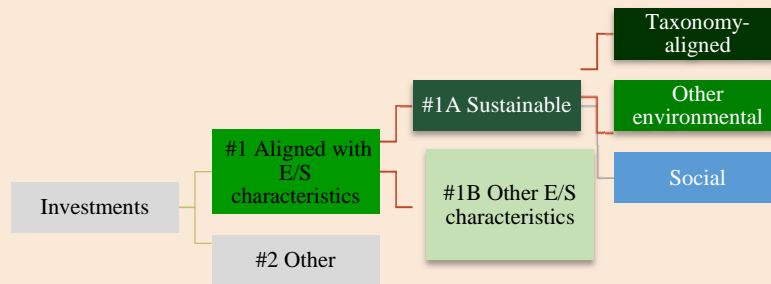 Taxonomy-
aligned
#1A Sustainable
Other
environmental
#1 Aligned with
E/S
characteristics
Social
#1B Other E/S
characteristics
Investments
#2 Other